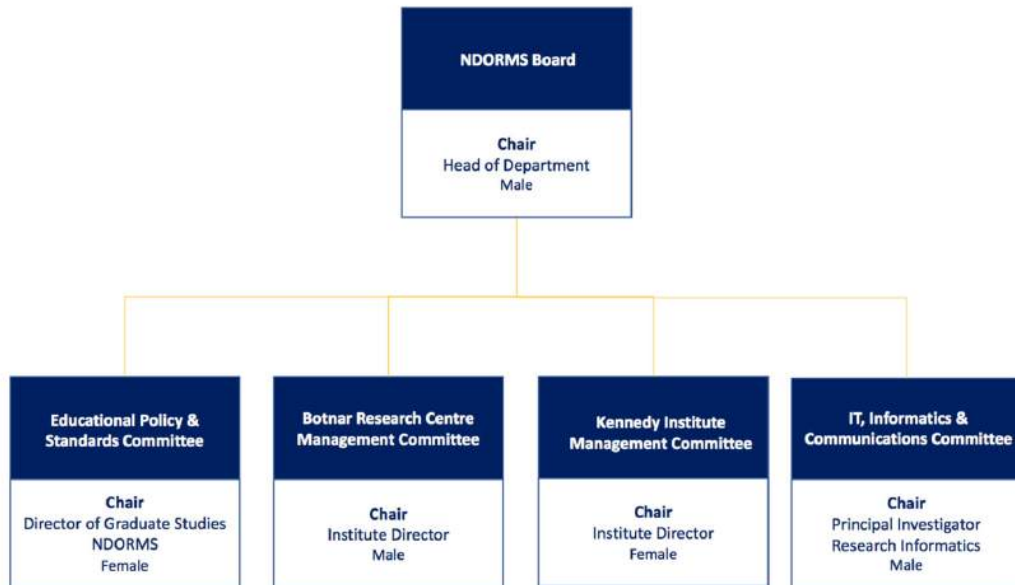 NDORMS Board
Chair
Head of Department
Male
Educational Policy &
Standards Committee
Chair
Director of Graduate Studies
NDORMS
Female
Botnar Research Centre
Management Committee
Chair
Institute Director
Male
Kennedy Institute
Management Committee
Chair
Institute Director
Female
IT, Informatics &
Communications Committee
Chair
Principal Investigator
Research Informatics
Male